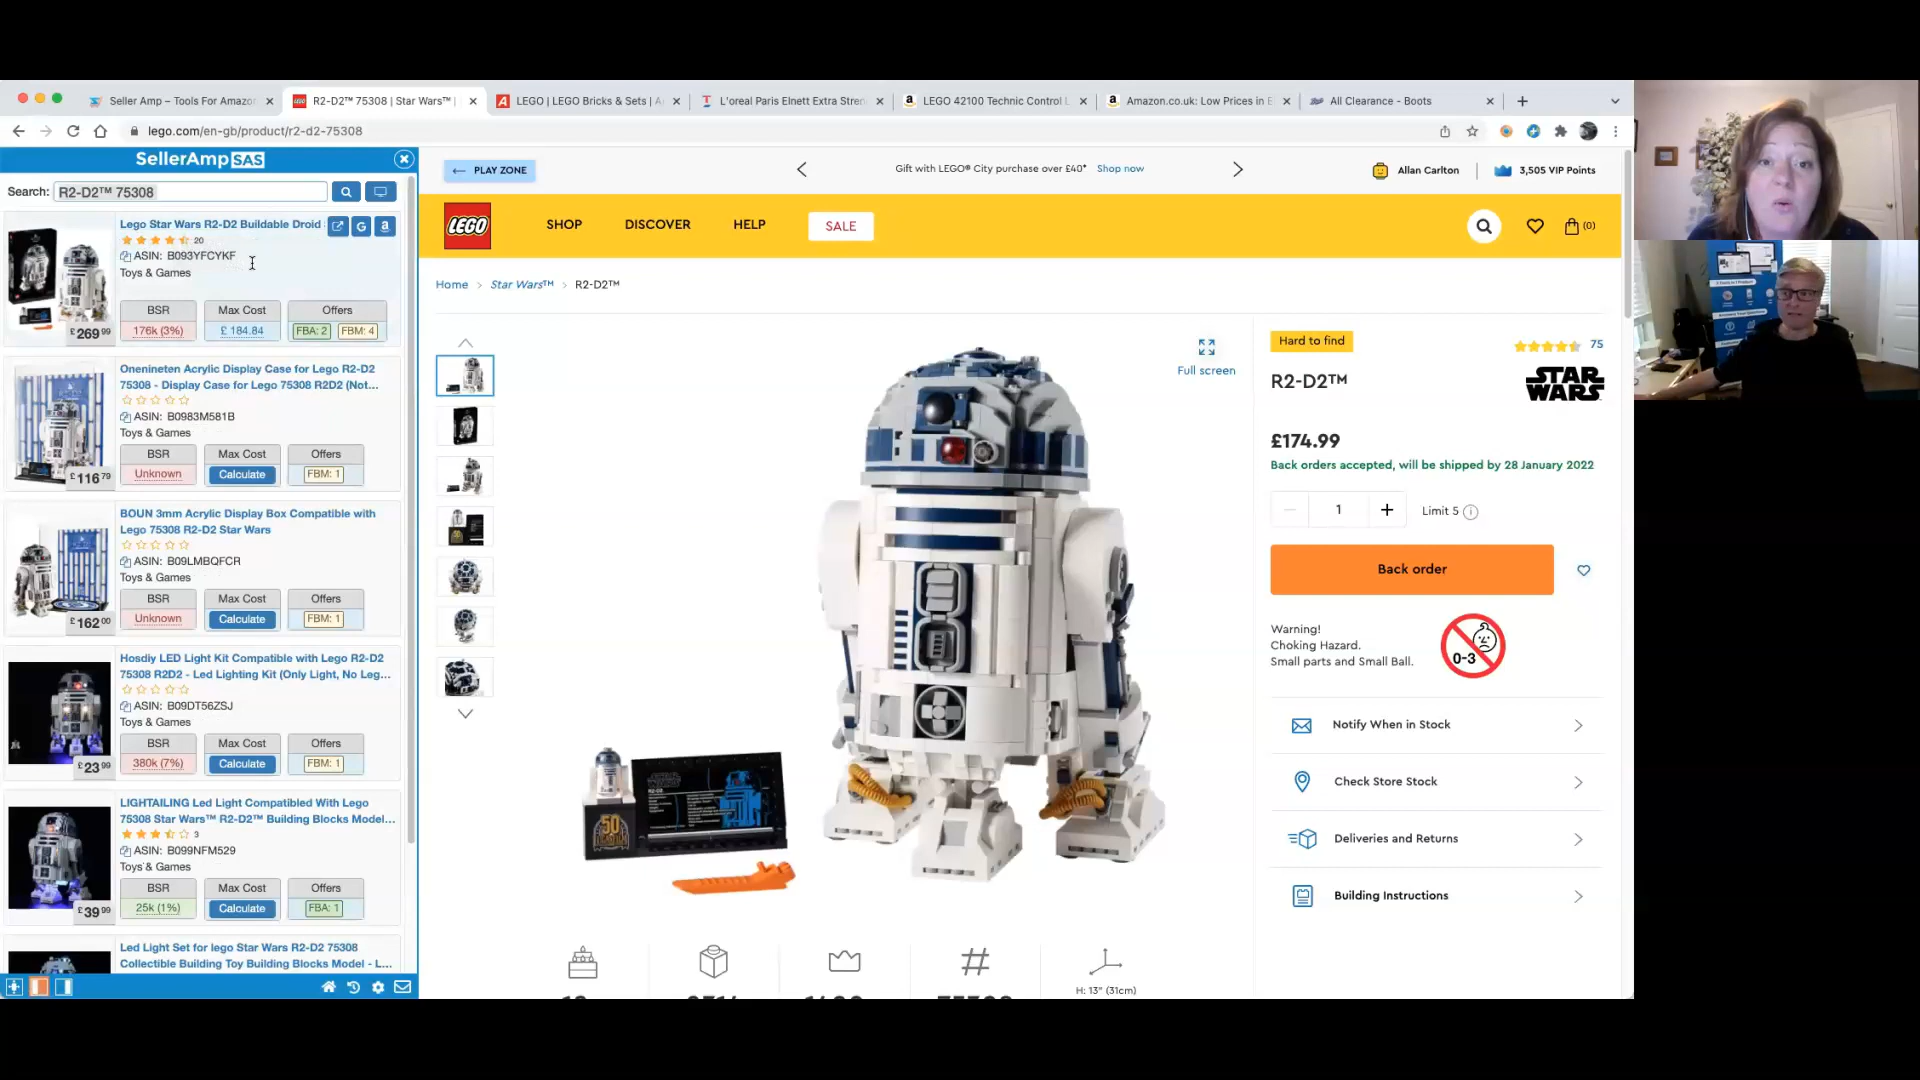 Seller Amp – Tools For Amazon
R2-D2™ 75308 | Star Wars™ |
LEGO | LEGO Bricks & Sets | A
L'oreal Paris Elnett Extra Stren
LEGO 42100 Technic Control L
Amazon.co.uk: Low Prices in E
All Clearance - Boots
lego.com/en-gb/product/r2-d2-75308
SellerAmp SAS
Search: R2-D2™ 75308
Lego Star Wars R2-D2 Buildable Droid
20
ASIN: B093YFCYKF
Toys & Games
BSR Max Cost Offers
£269.99
176k (3%) £ 184.84 FBA: 2 FBM: 4
Onenineten Acrylic Display Case for Lego R2-D2
75308 - Display Case for Lego 75308 R2D2 (Not...
ASIN: B0983M581B
Toys & Games
BSR Max Cost Offers
£116.79
Unknown Calculate FBM: 1
BOUN 3mm Acrylic Display Box Compatible with
Lego 75308 R2-D2 Star Wars
ASIN: B09LMBQFCR
Toys & Games
BSR Max Cost Offers
£162.00
Unknown Calculate FBM: 1
Hosdiy LED Light Kit Compatible with Lego R2-D2
75308 R2D2 - Led Lighting Kit (Only Light, No Leg...
ASIN: B09DT56ZSJ
Toys & Games
BSR Max Cost Offers
£23.99
380k (7%) Calculate FBM: 1
LIGHTAILING Led Light Compatibled With Lego
75308 Star Wars™ R2-D2™ Building Blocks Model...
3
ASIN: B099NFM529
Toys & Games
BSR Max Cost Offers
£39.99
25k (1%) Calculate FBA: 1
Led Light Set for lego Star Wars R2-D2 75308
Collectible Building Toy Building Blocks Model - L...
PLAY ZONE
Gift with LEGO® City purchase over £40* Shop now
Allan Carlton
3,505 VIP Points
LEGO
SHOP DISCOVER HELP SALE
(0)
Home > Star Wars™ > R2-D2™
Full screen
Hard to find
75
R2-D2™
STAR WARS
£174.99
Back orders accepted, will be shipped by 28 January 2022
1
Limit 5
Back order
Warning!
Choking Hazard.
Small parts and Small Ball.
0-3
Notify When in Stock
Check Store Stock
Deliveries and Returns
Building Instructions
50
H: 13" (31cm)